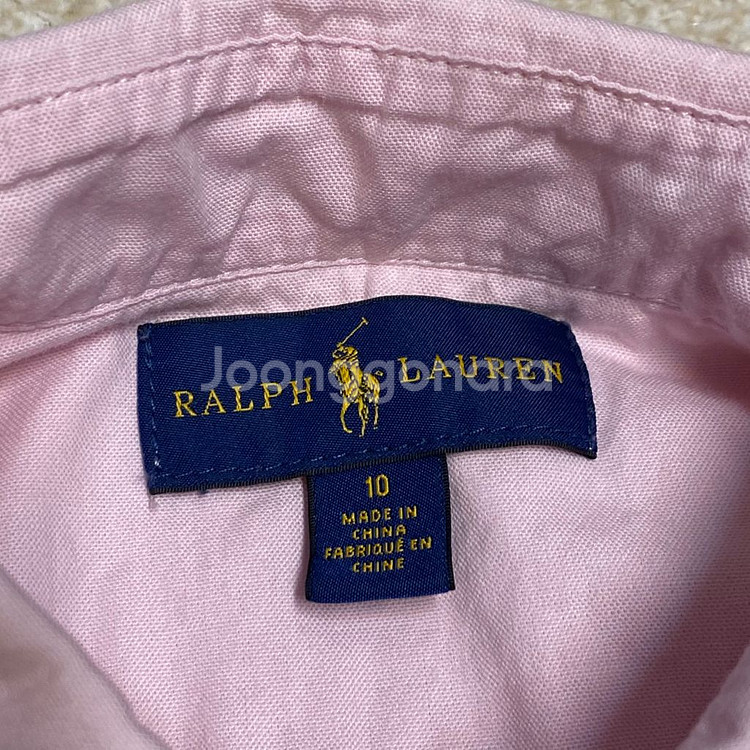 RALPH LAUREN
Joonggonara
10
MADE IN
CHINA
FABRIQUÉ EN
CHINE